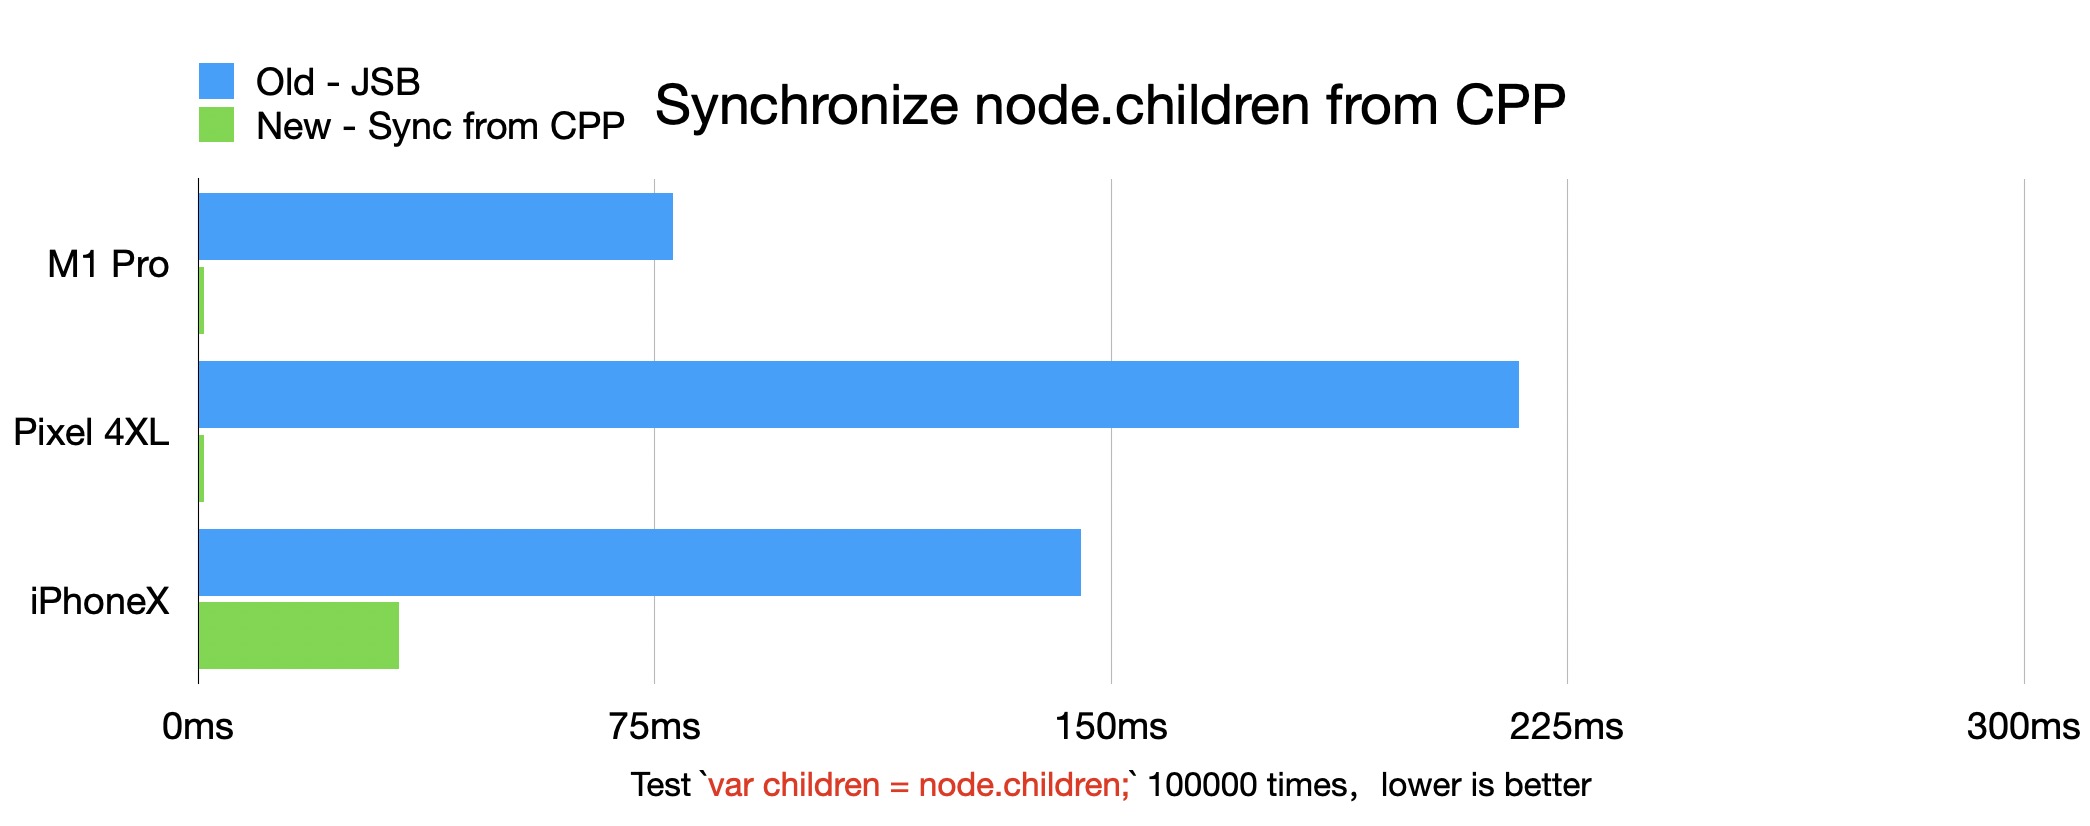 Old - JSB
New - Sync from CPP
Synchronize node.children from CPP
M1 Pro
Pixel 4XL
iPhoneX
0ms 75ms 150ms 225ms 300ms
Test `var children = node.children;` 100000 times，lower is better